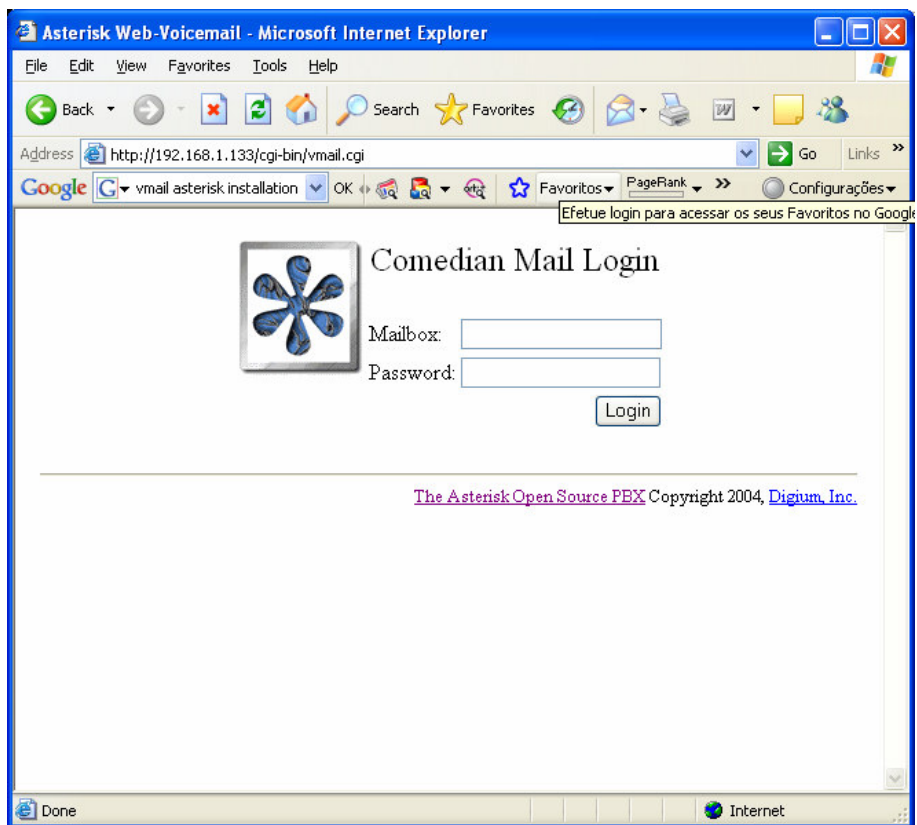 Asterisk Web-Voicemail - Microsoft Internet Explorer
File Edit View Favorites Tools Help
Back Search Favorites W
Address http://192.168.1.133/cgi-bin/vmail.cgi Go Links »
Google G vmail asterisk installation OK Favoritos PageRank » Configurações
Efetue login para acessar os seus Favoritos no Google
Comedian Mail Login
Mailbox:
Password:
Login
The Asterisk Open Source PBX Copyright 2004, Digium, Inc.
Done Internet